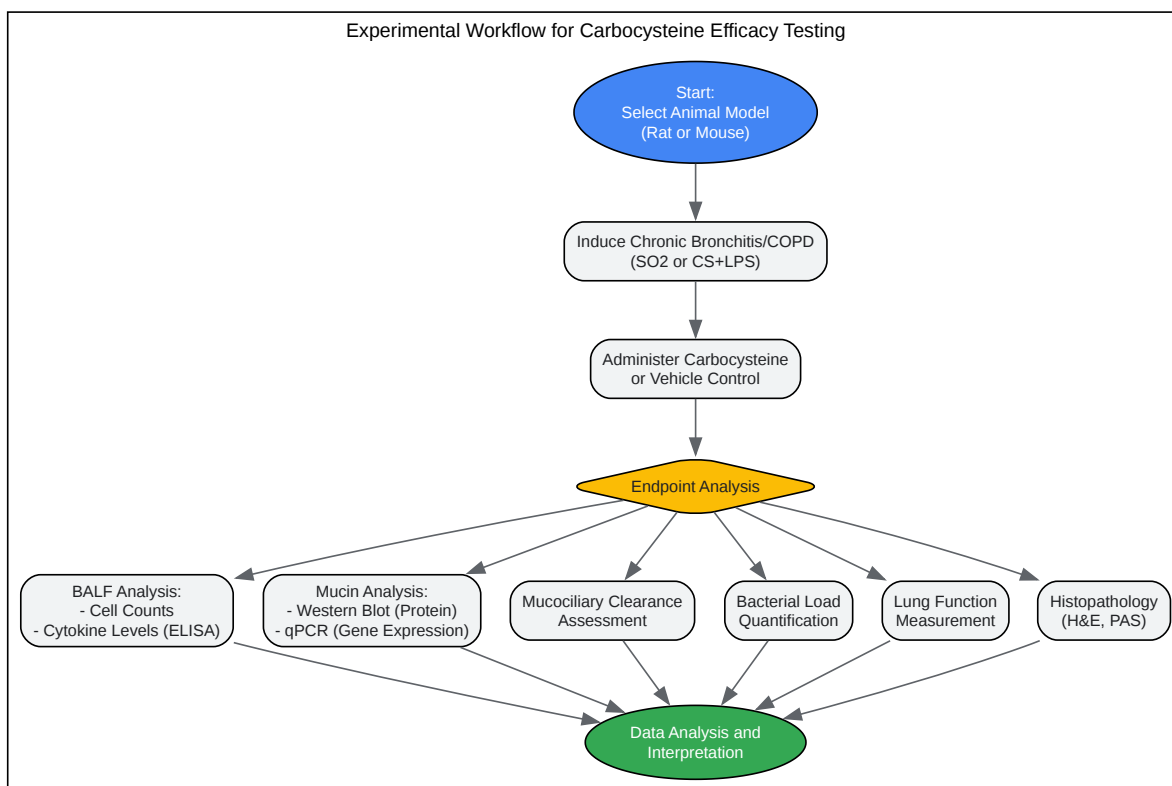 Experimental Workflow for Carbocysteine Efficacy Testing
Start:
Select Animal Model
(Rat or Mouse)
Induce Chronic Bronchitis/COPD
(SO2 or CS+LPS)
Administer Carbocysteine
or Vehicle Control
Endpoint Analysis
BALF Analysis:
- Cell Counts
- Cytokine Levels (ELISA)
Mucin Analysis:
- Western Blot (Protein)
- qPCR (Gene Expression)
Mucociliary Clearance
Assessment
Bacterial Load
Quantification
Lung Function
Measurement
Histopathology
(H&E, PAS)
Data Analysis and
Interpretation